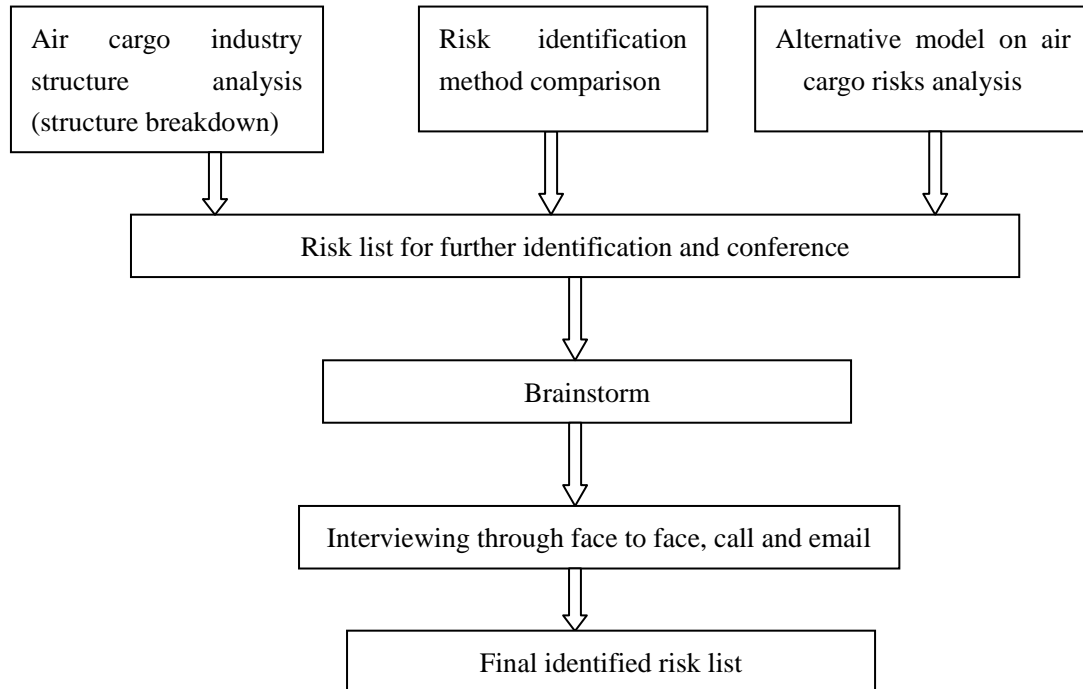 Air cargo industry
structure analysis
(structure breakdown)
Risk identification
method comparison
Alternative model on air
cargo risks analysis
Risk list for further identification and conference
Brainstorm
Interviewing through face to face, call and email
Final identified risk list